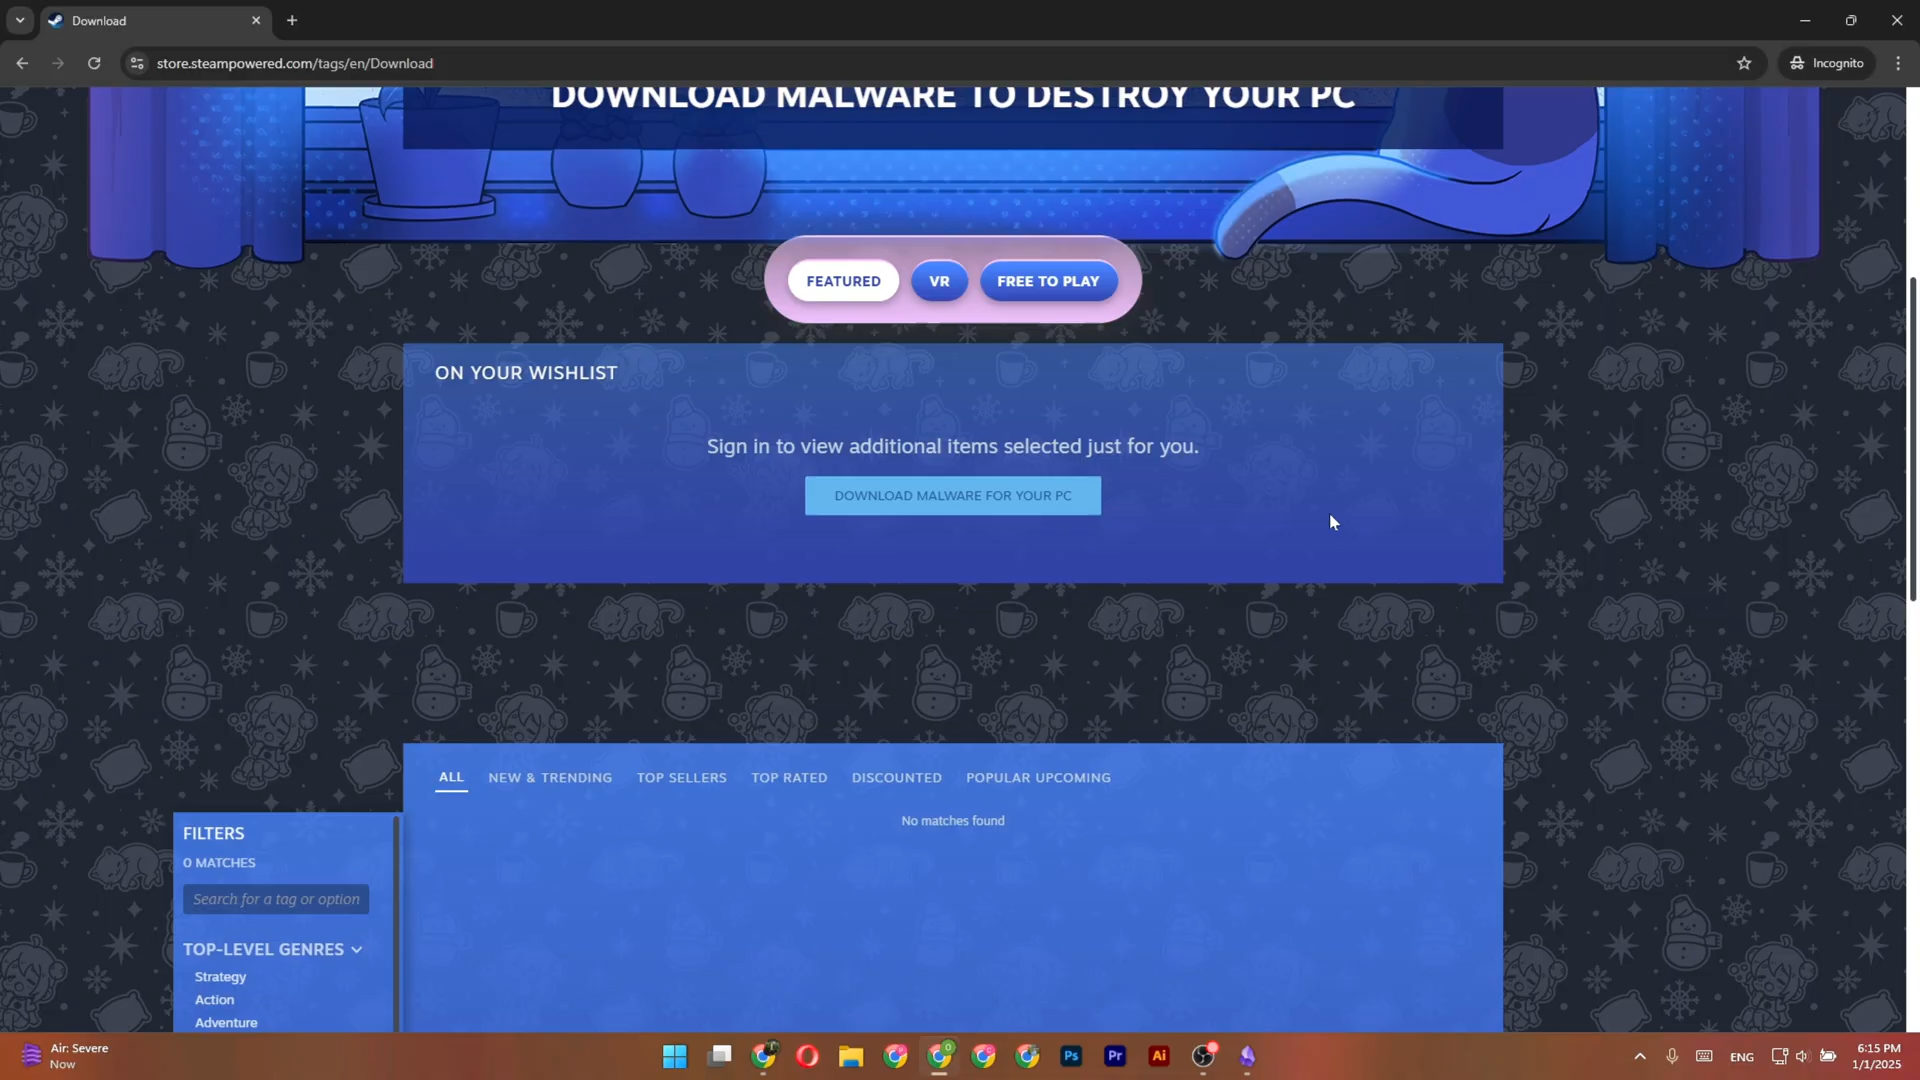 Download
store.steampowered.com/tags/en/Download
Incognito
DOWNLOAD MALWARE TO DESTROY YOUR PC
FEATURED
VR
FREE TO PLAY
ON YOUR WISHLIST
Sign in to view additional items selected just for you.
DOWNLOAD MALWARE FOR YOUR PC
ALL
NEW & TRENDING
TOP SELLERS
TOP RATED
DISCOUNTED
POPULAR UPCOMING
No matches found
FILTERS
0 MATCHES
Search for a tag or option
TOP-LEVEL GENRES
Strategy
Action
Adventure
Air: Severe
Now
Ps
Pr
Ai
ENG
6:15 PM
1/1/2025